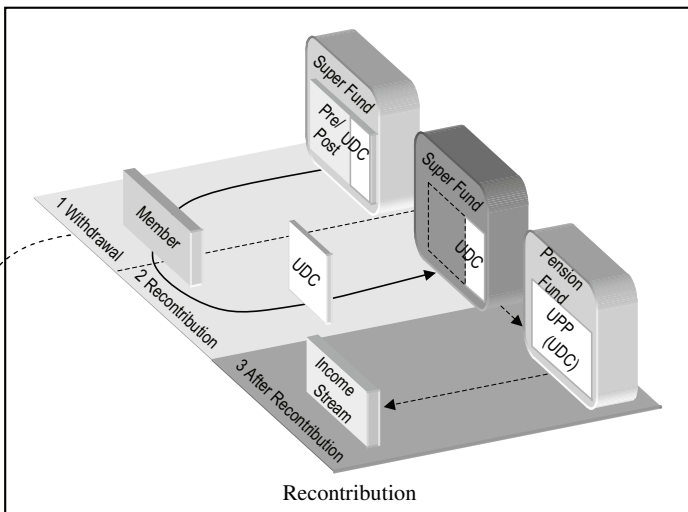 Super Fund
Pre/
Post
UDC
Super Fund
UDC
Pension
Fund
UPP
(UDC)
Member
UDC
Income
Stream
1 Withdrawal
2 Recontribution
3 After Recontribution
Recontribution